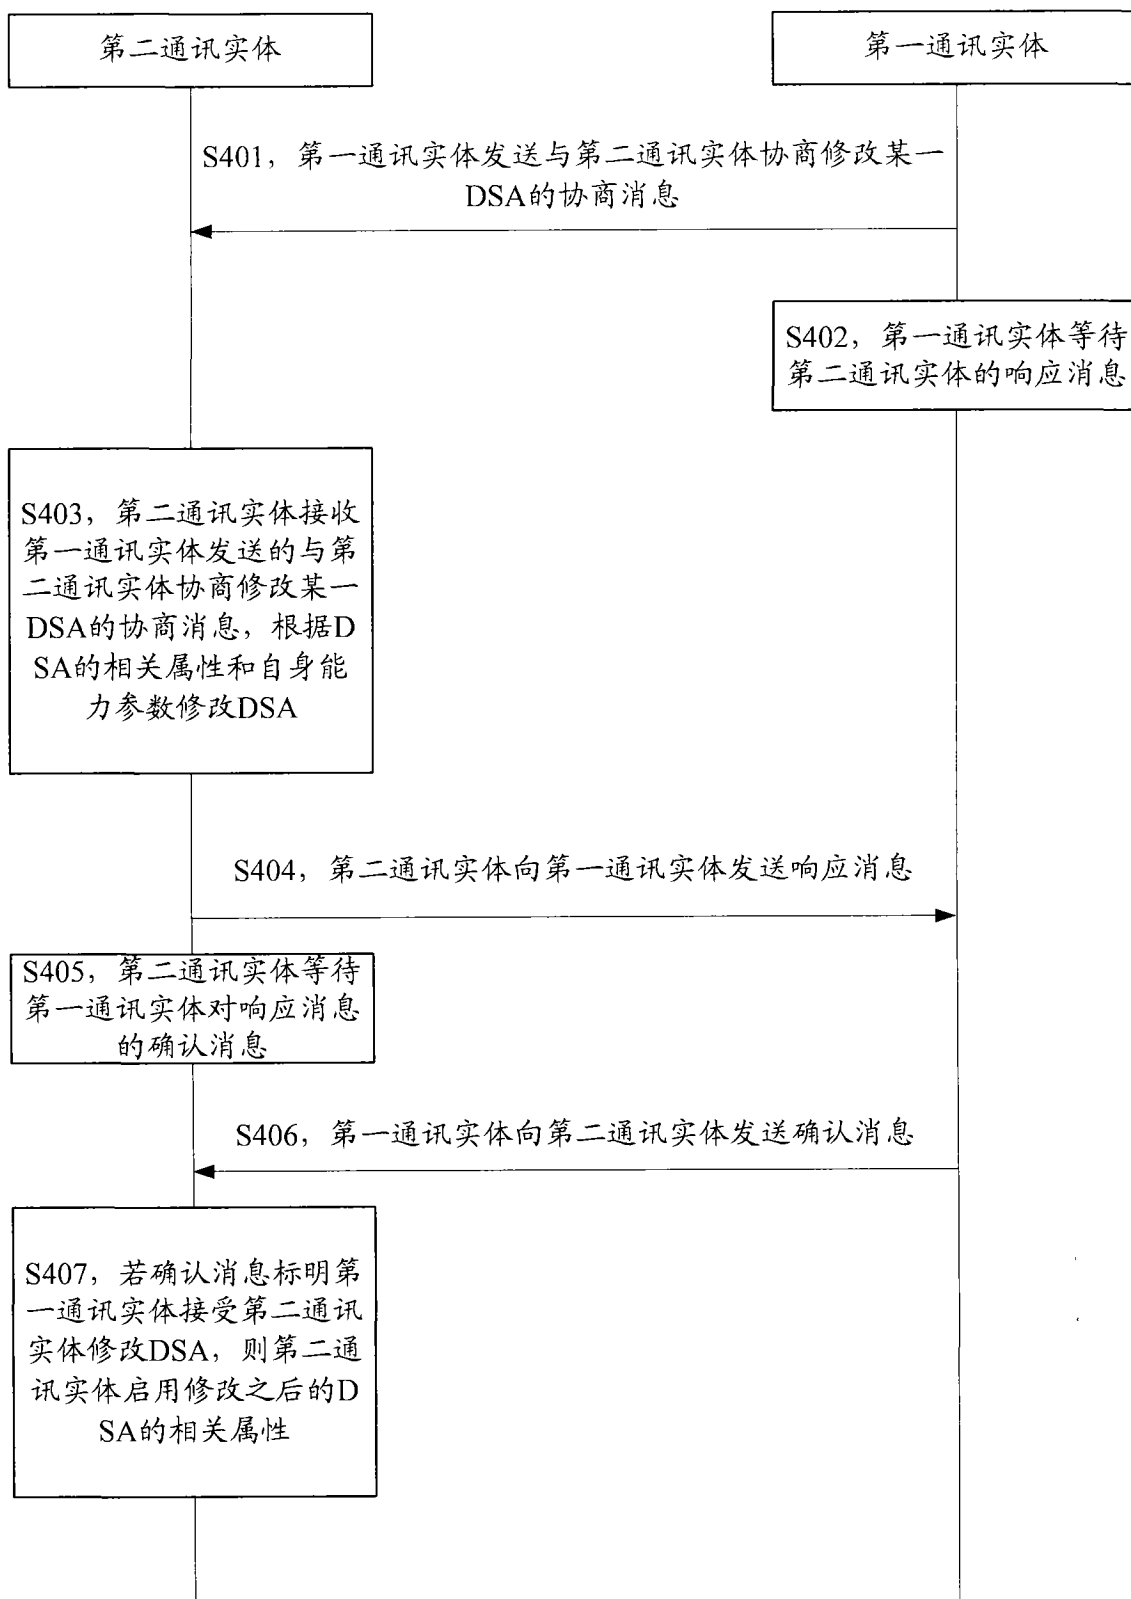 第二通讯实体
第一通讯实体
S401，第一通讯实体发送与第二通讯实体协商修改某一
DSA的协商消息
S402，第一通讯实体等待
第二通讯实体的响应消息
S403，第二通讯实体接收
第一通讯实体发送的与第
二通讯实体协商修改某一
DSA的协商消息，根据D
SA的相关属性和自身能
力参数修改DSA
S404，第二通讯实体向第一通讯实体发送响应消息
S405，第二通讯实体等待
第一通讯实体对响应消息
的确认消息
S406，第一通讯实体向第二通讯实体发送确认消息
S407，若确认消息标明第
一通讯实体接受第二通讯
实体修改DSA，则第二通
讯实体启用修改之后的D
SA的相关属性